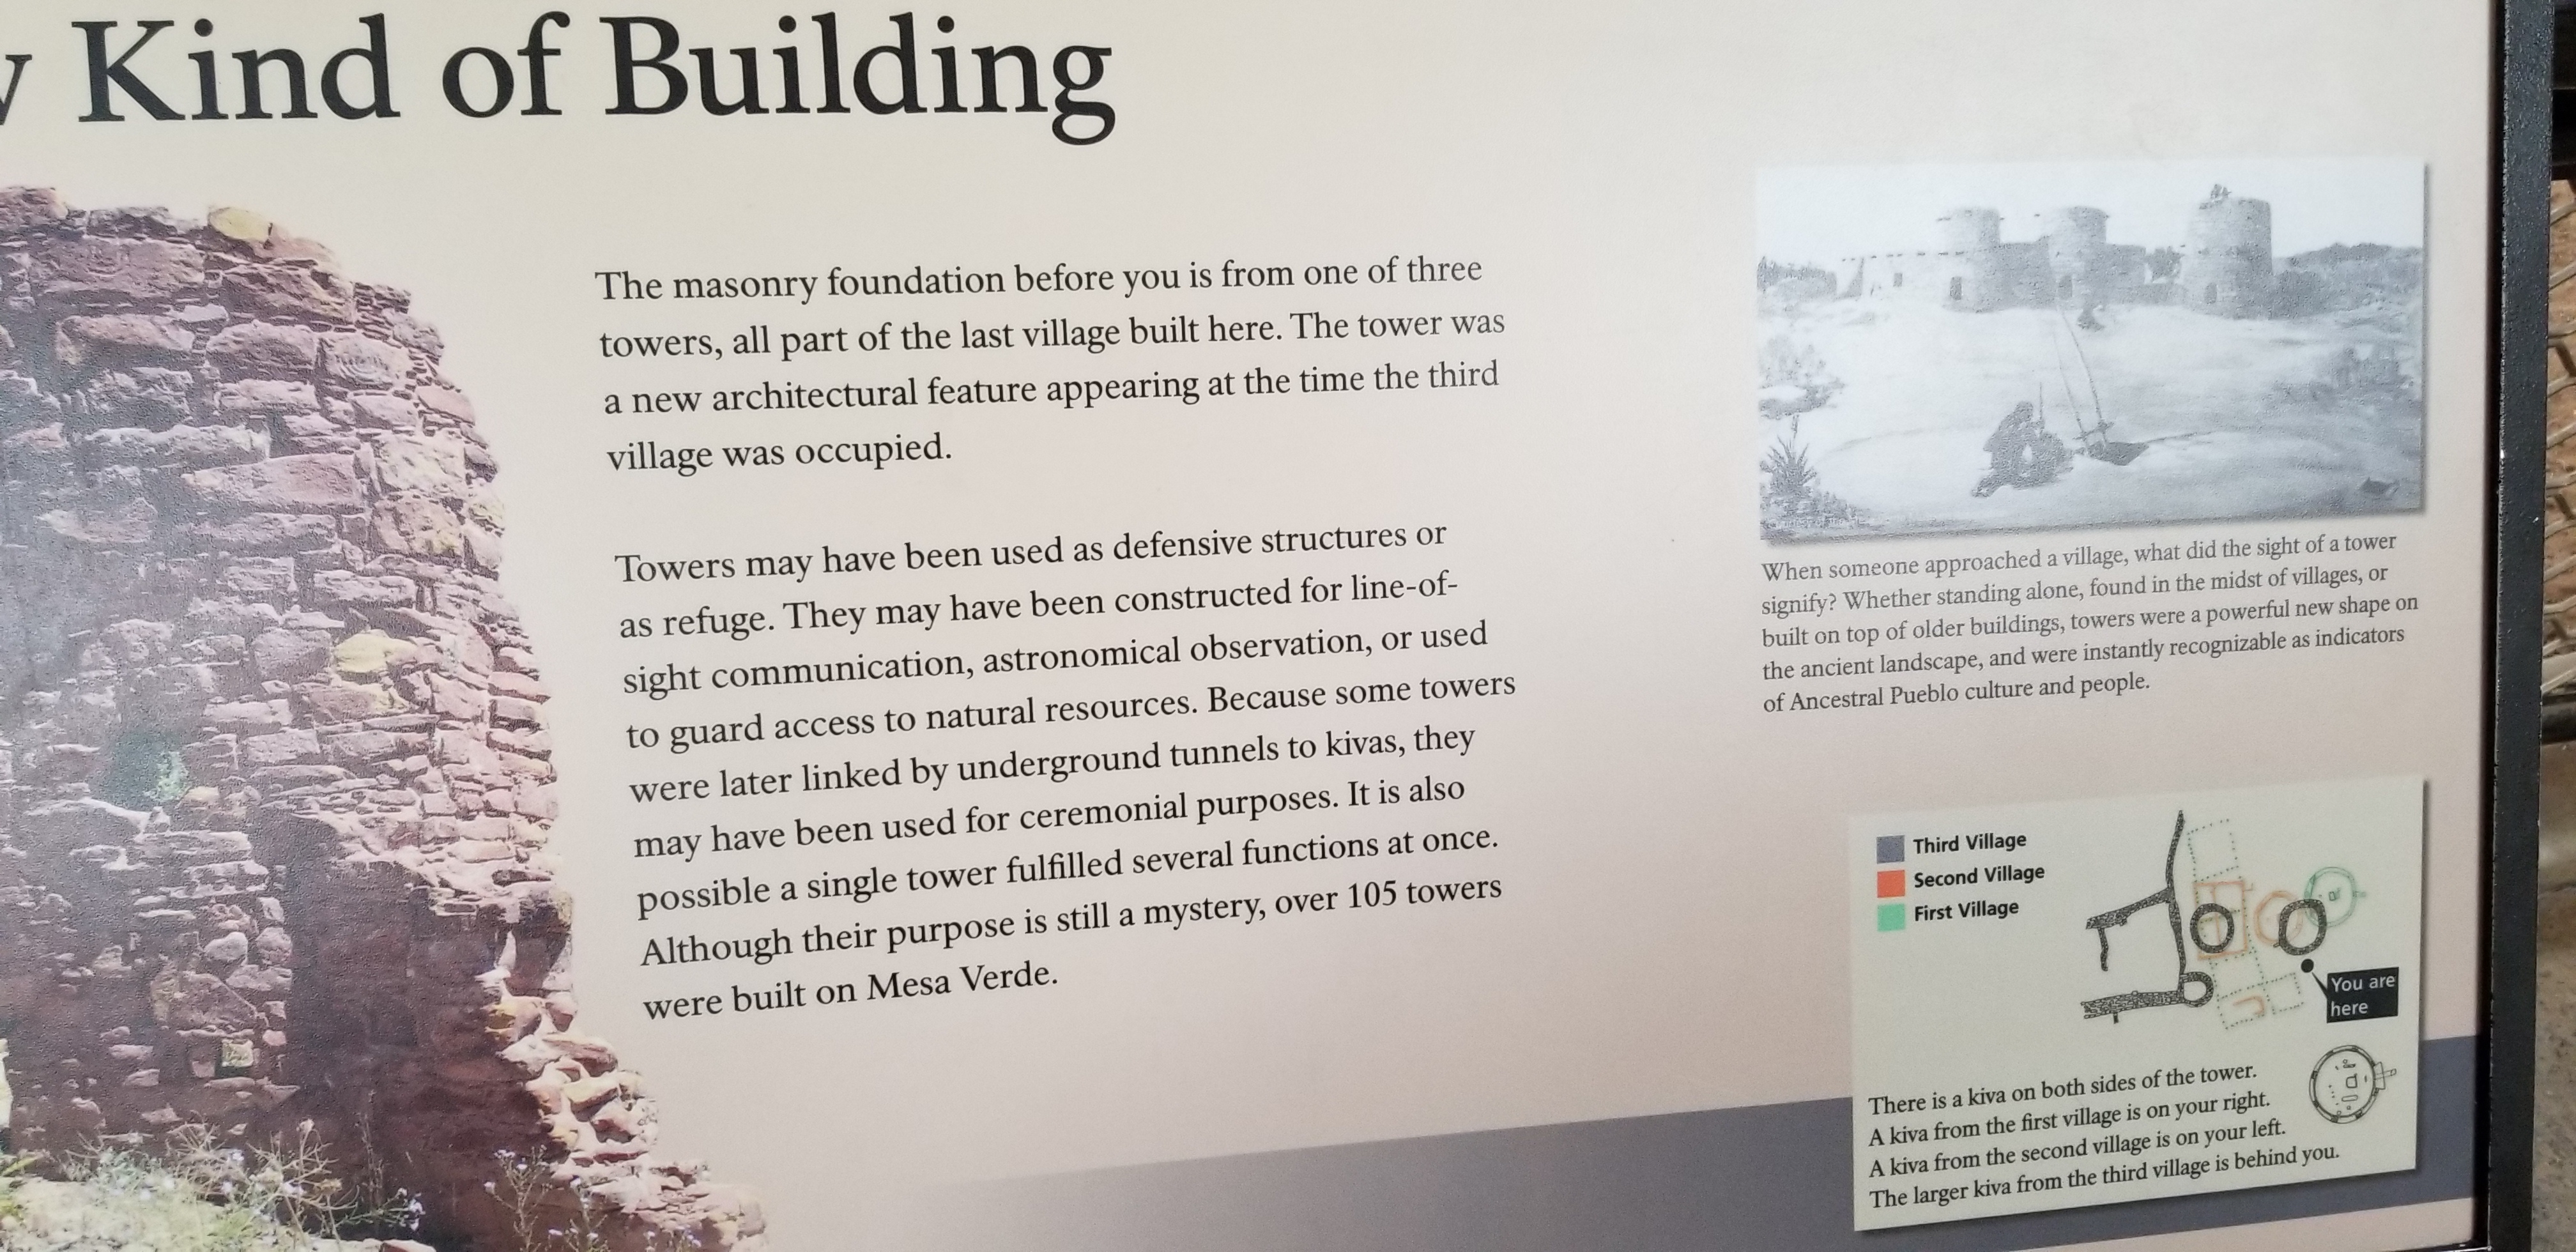 Kind of Building
The masonry foundation before you is from one of three
towers, all part of the last village built here. The tower was
a new architectural feature appearing at the time the third
village was occupied.
Towers may have been used as defensive structures or
as refuge. They may have been constructed for line-of-
sight communication, astronomical observation, or used
to guard access to natural resources. Because some towers
were later linked by underground tunnels to kivas, they
may have been used for ceremonial purposes. It is also
possible a single tower fulfilled several functions at once.
Although their purpose is still a mystery, over 105 towers
were built on Mesa Verde.
When someone approached a village, what did the sight of a tower
signify? Whether standing alone, found in the midst of villages, or
built on top of older buildings, towers were a powerful new shape on
the ancient landscape, and were instantly recognizable as indicators
of Ancestral Pueblo culture and people.
Third Village
Second Village
First Village
You are
here
There is a kiva on both sides of the tower.
A kiva from the first village is on your right.
A kiva from the second village is on your left.
The larger kiva from the third village is behind you.